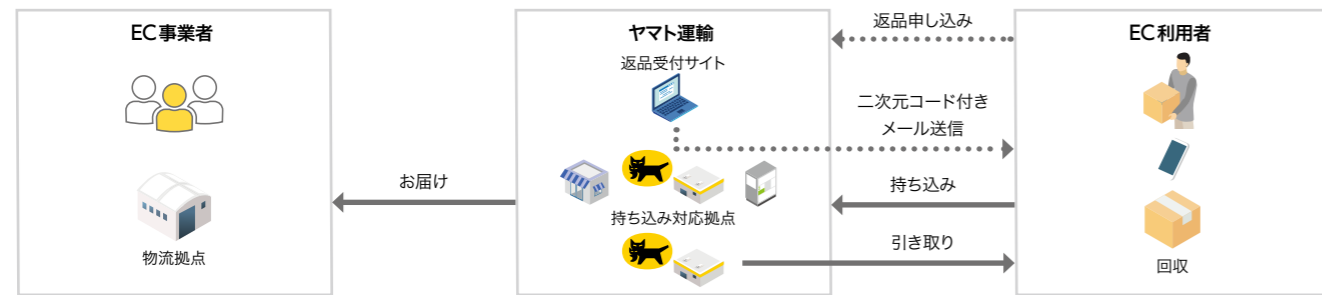 EC事業者
物流拠点
お届け
ヤマト運輸
返品受付サイト
持ち込み対応拠点
返品申し込み
二次元コード付き
メール送信
持ち込み
引き取り
EC利用者
回収